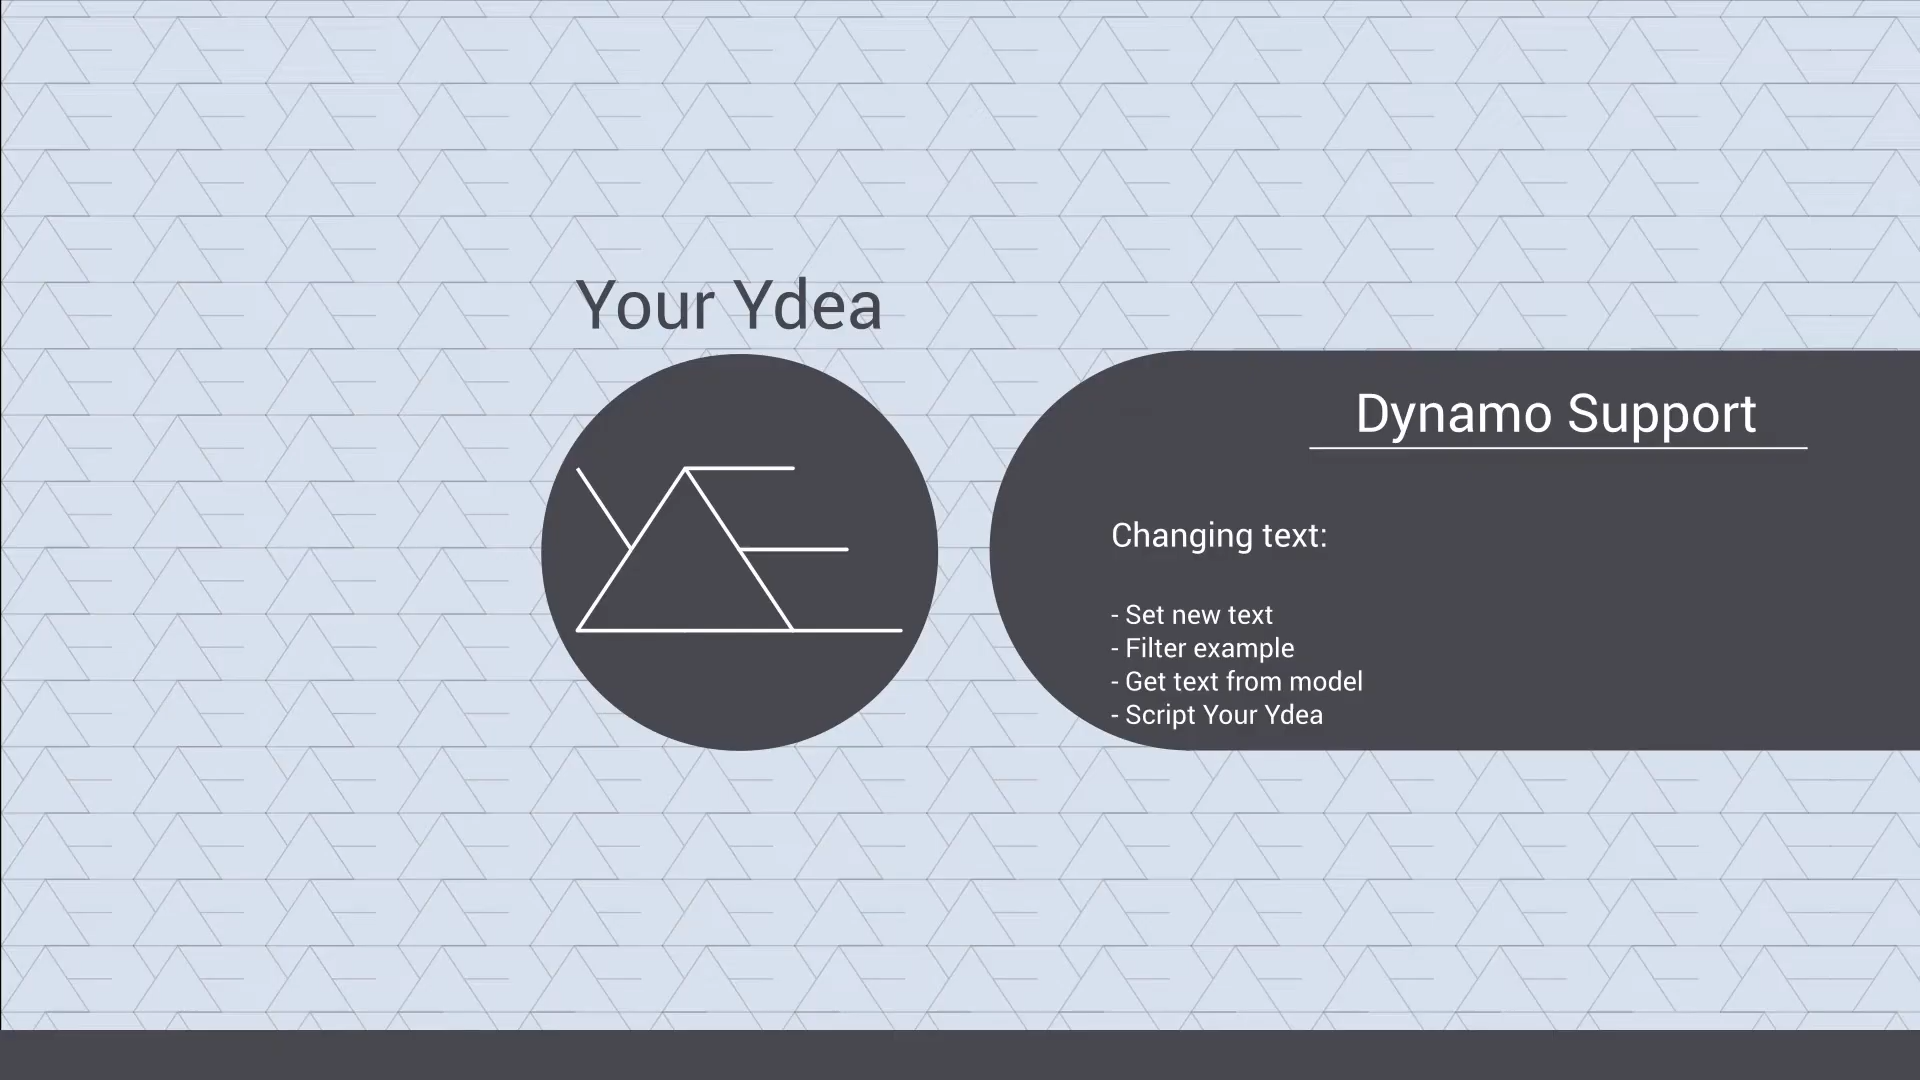 Your Ydea
Dynamo Support
Changing text:
- Set new text
- Filter example
- Get text from model
- Script Your Ydea